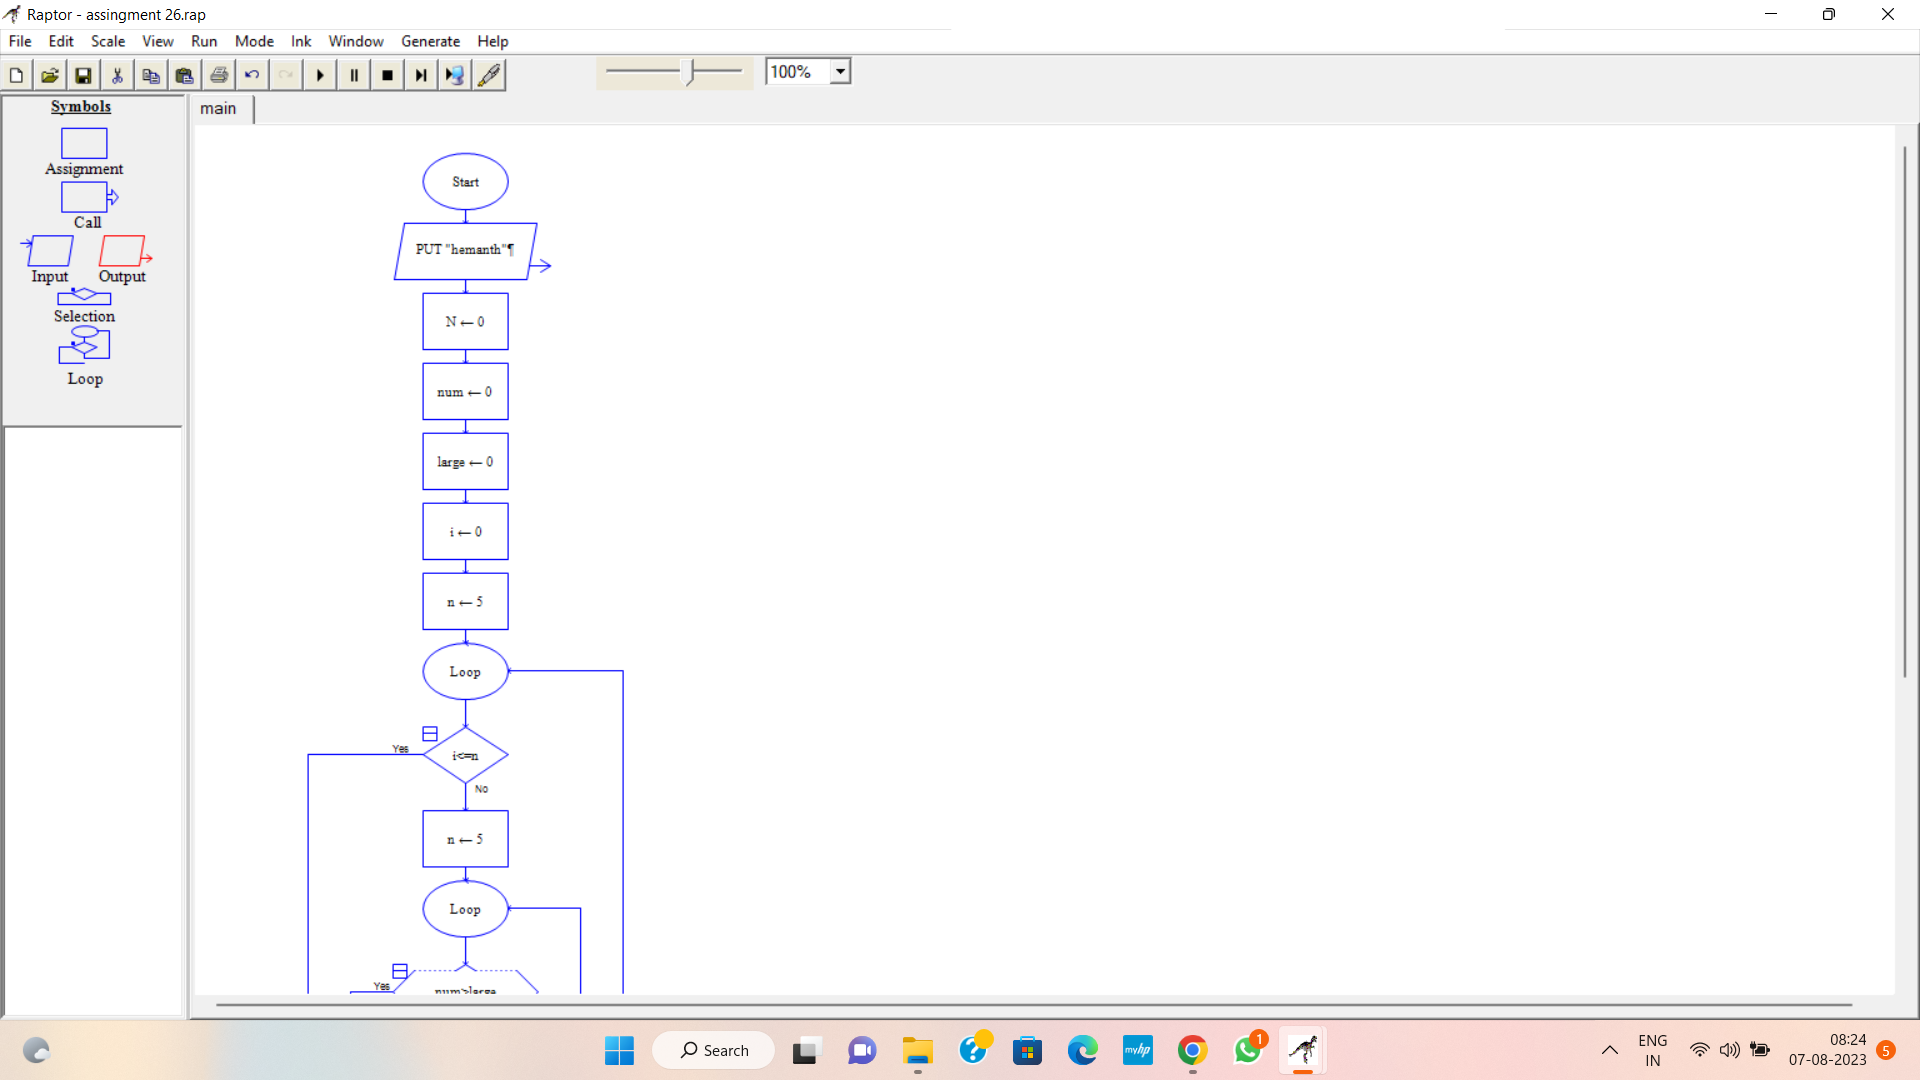 Raptor - assingment 26.rap
File Edit Scale View Run Mode Ink Window Generate Help
100%
Symbols
main
Assignment
Call
Input Output
Selection
Loop
Start
PUT "hemanth"¶
N ← 0
num ← 0
large ← 0
i ← 0
n ← 5
Loop
Yes
i<=n
No
n ← 5
Loop
Yes
num>large
Search
myhp
1
ENG
IN
08:24
07-08-2023
5